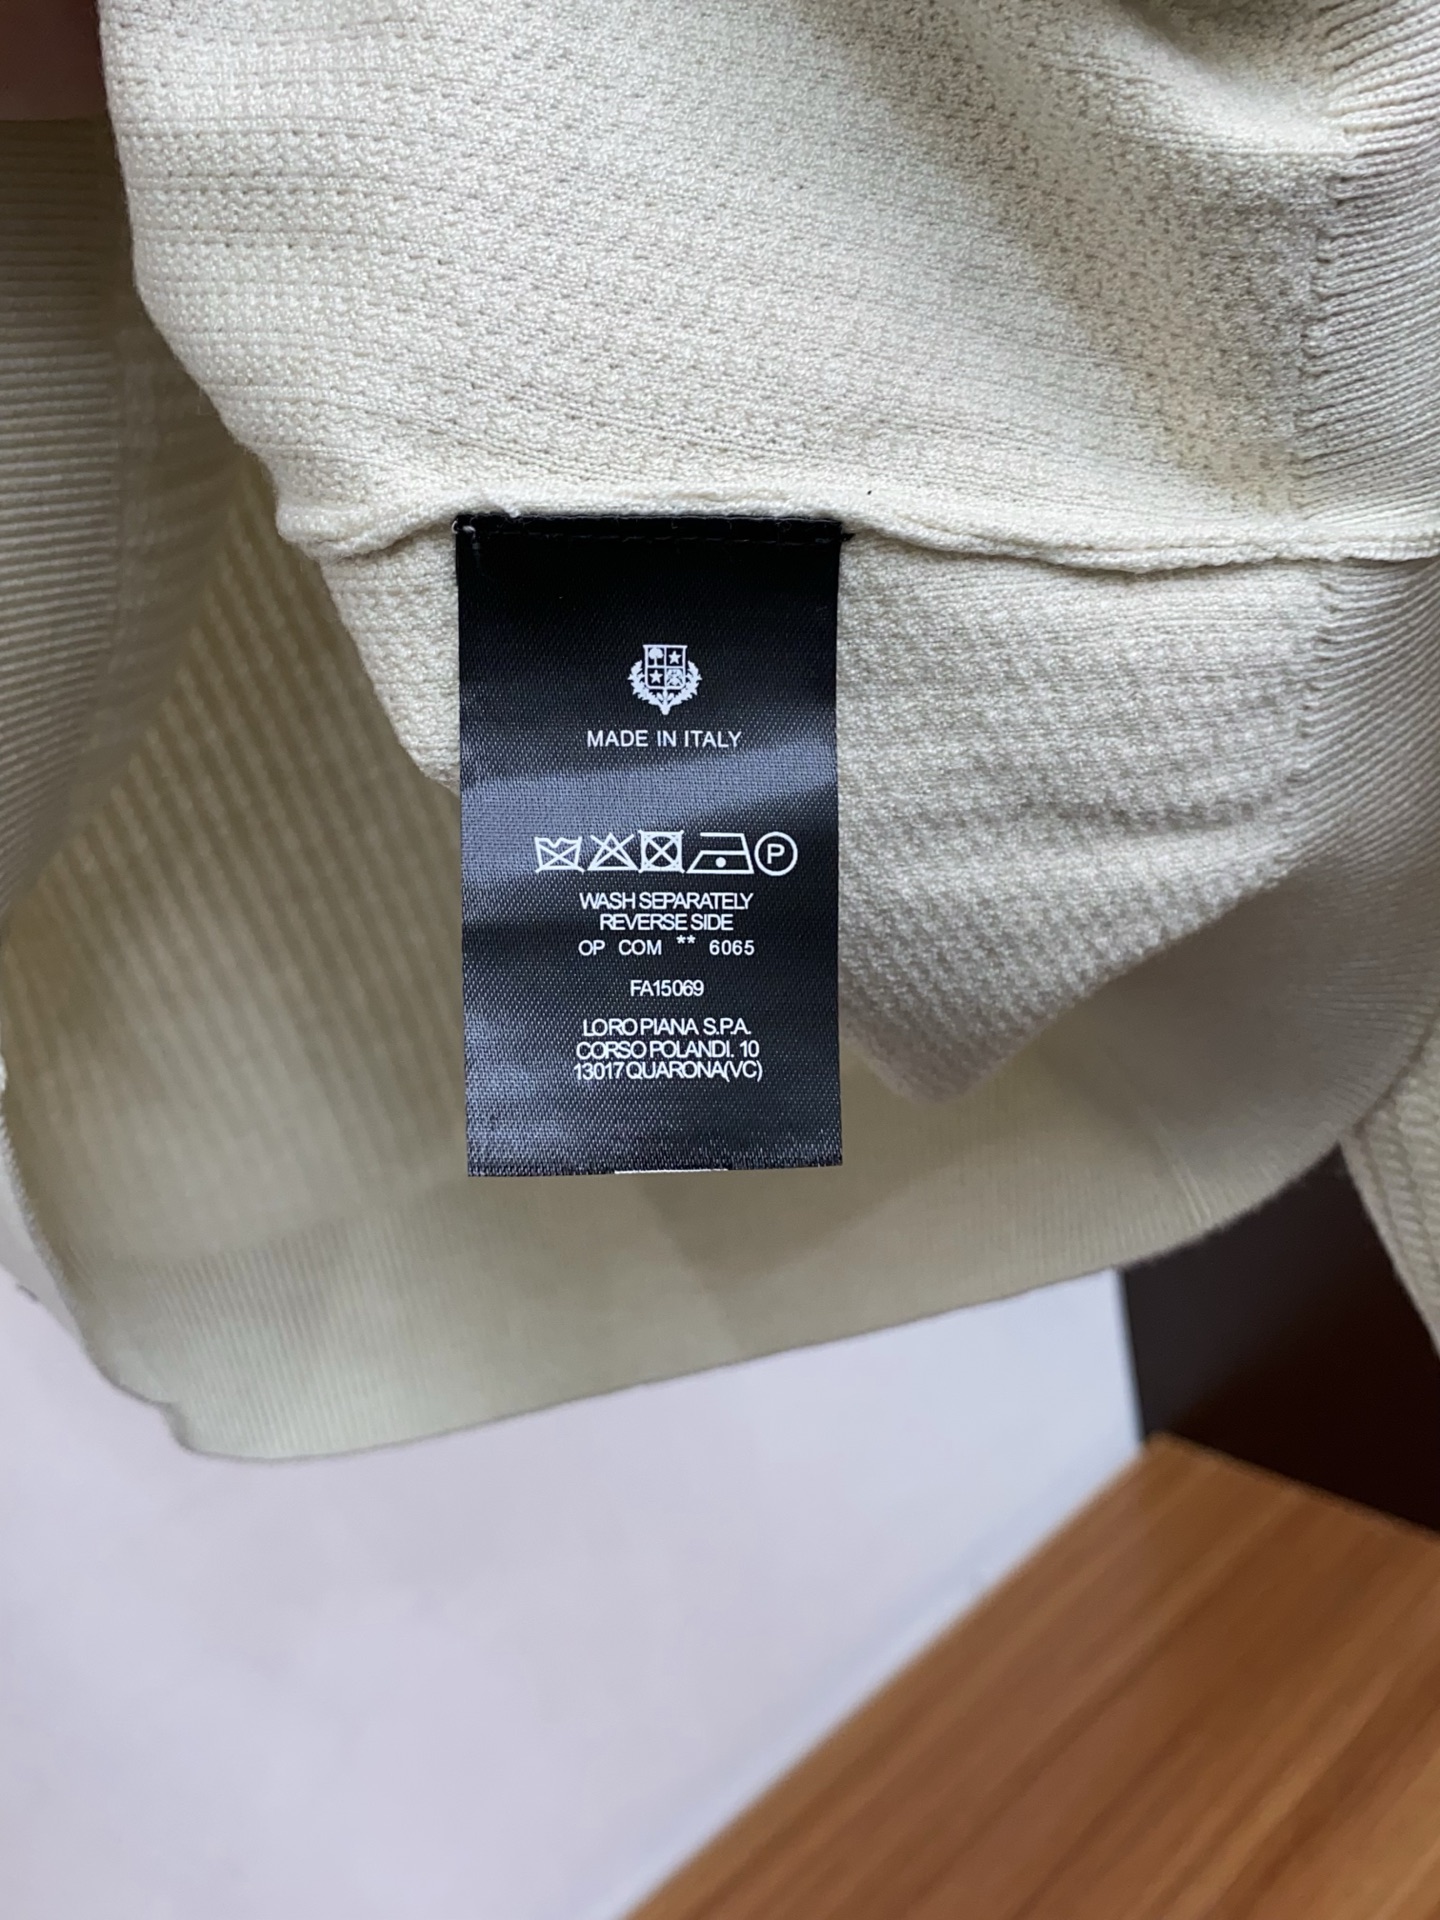 MADE IN ITALY
P
WASH SEPARATELY
REVERSE SIDE
OP COM ** 6065
FA15069
LORO PIANA S.P.A.
CORSO POLANDI. 10
13017 QUARONA(VC)